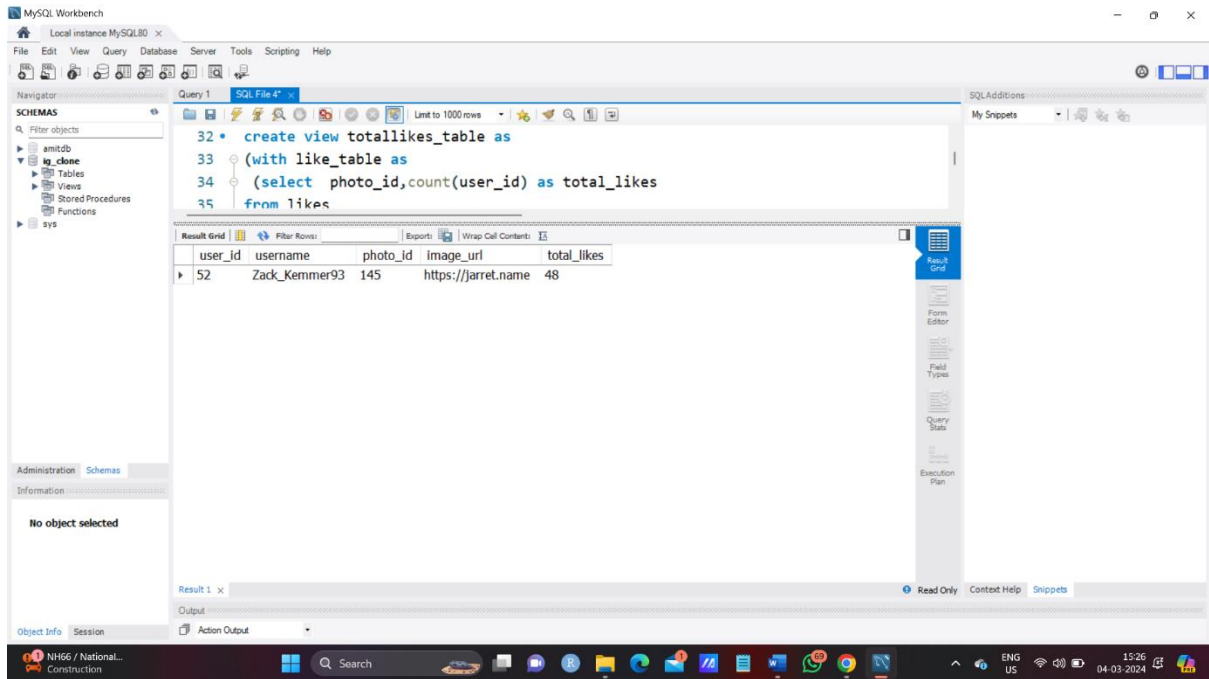 MySQL Workbench
Local instance MySQL80 ×
File Edit View Query Database Server Tools Scripting Help
Navigator
SCHEMAS
Filter objects
amitdb
ig_clone
Tables
Views
Stored Procedures
Functions
sys
Administration Schemas
Information
No object selected
Object Info Session
Query 1 SQL File 4* ×
Limit to 1000 rows
32 create view totallikes_table as
33 (with like_table as
34 (select photo_id,count(user_id) as total_likes
35 from likes
Result Grid Filter Rows: Export: Wrap Cell Content:
user_id username photo_id image_url total_likes
52 Zack_Kemmer93 145 https://jarret.name 48
Result Grid
Form Editor
Field Types
Query Stats
Execution Plan
Result 1 ×
Read Only
Output
Action Output
SQLAdditions
My Snippets
Context Help Snippets
NH66 / National...
Construction
Search
69
ENG
US
15:26
04-03-2024